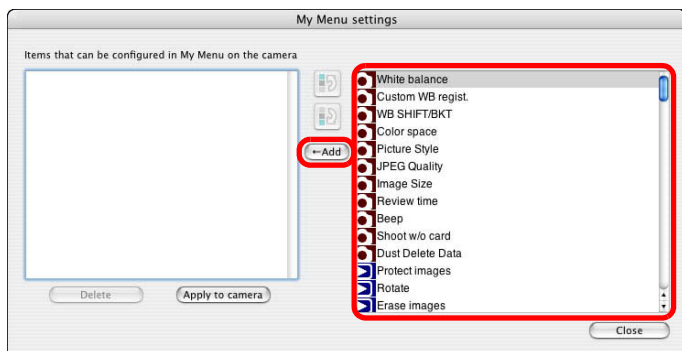 My Menu settings
Items that can be configured in My Menu on the camera
White balance
Custom WB regist.
WB SHIFT/BKT
Color space
←Add
Picture Style
JPEG Quality
Image Size
Review time
Beep
Shoot w/o card
Dust Delete Data
Protect images
Rotate
Erase images
Delete
Apply to camera
Close